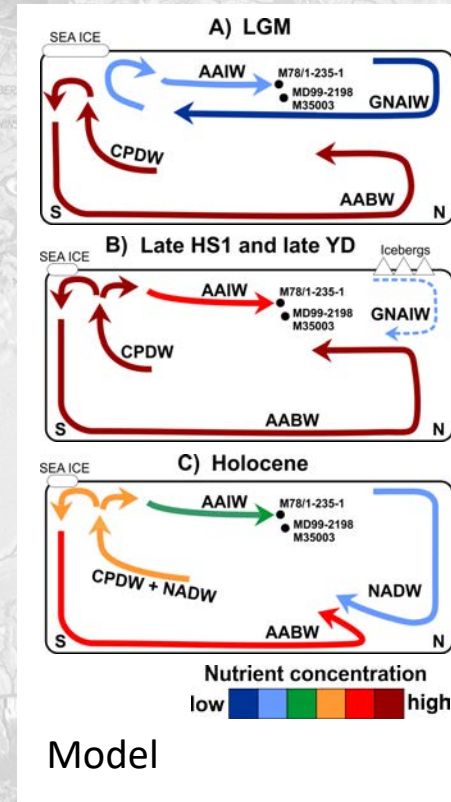 A) LGM
SEA ICE
AAIW
M78/1-235-1
MD99-2198
M35003
GNAIW
CPDW
AABW
S
N
B) Late HS1 and late YD
SEA ICE
Icebergs
AAIW
M78/1-235-1
MD99-2198
M35003
GNAIW
CPDW
AABW
S
N
C) Holocene
SEA ICE
AAIW
M78/1-235-1
MD99-2198
M35003
CPDW + NADW
NADW
AABW
S
N
Nutrient concentration
low
high
Model